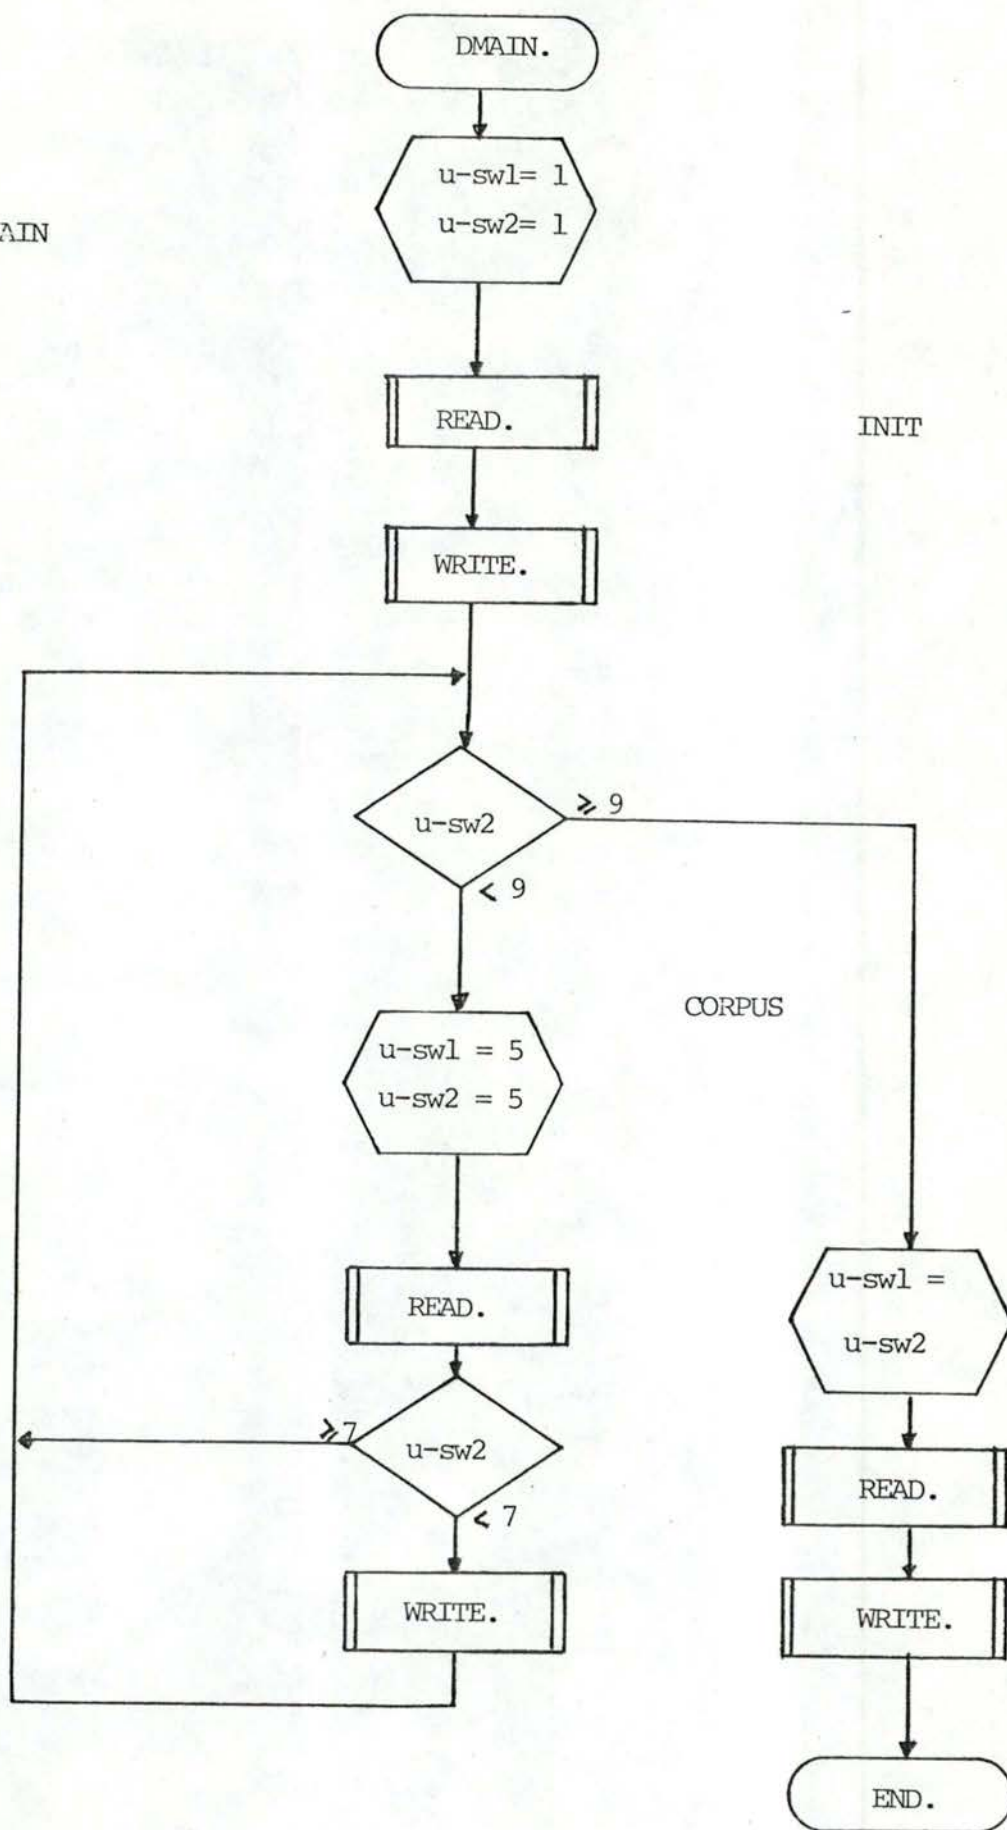 DMAIN.
u-sw1= 1
u-sw2= 1
AIN
READ.
INIT
WRITE.
u-sw2
≥ 9
< 9
CORPUS
u-sw1 = 5
u-sw2 = 5
u-sw1 =
u-sw2
READ.
≥7
u-sw2
< 7
READ.
WRITE.
WRITE.
END.